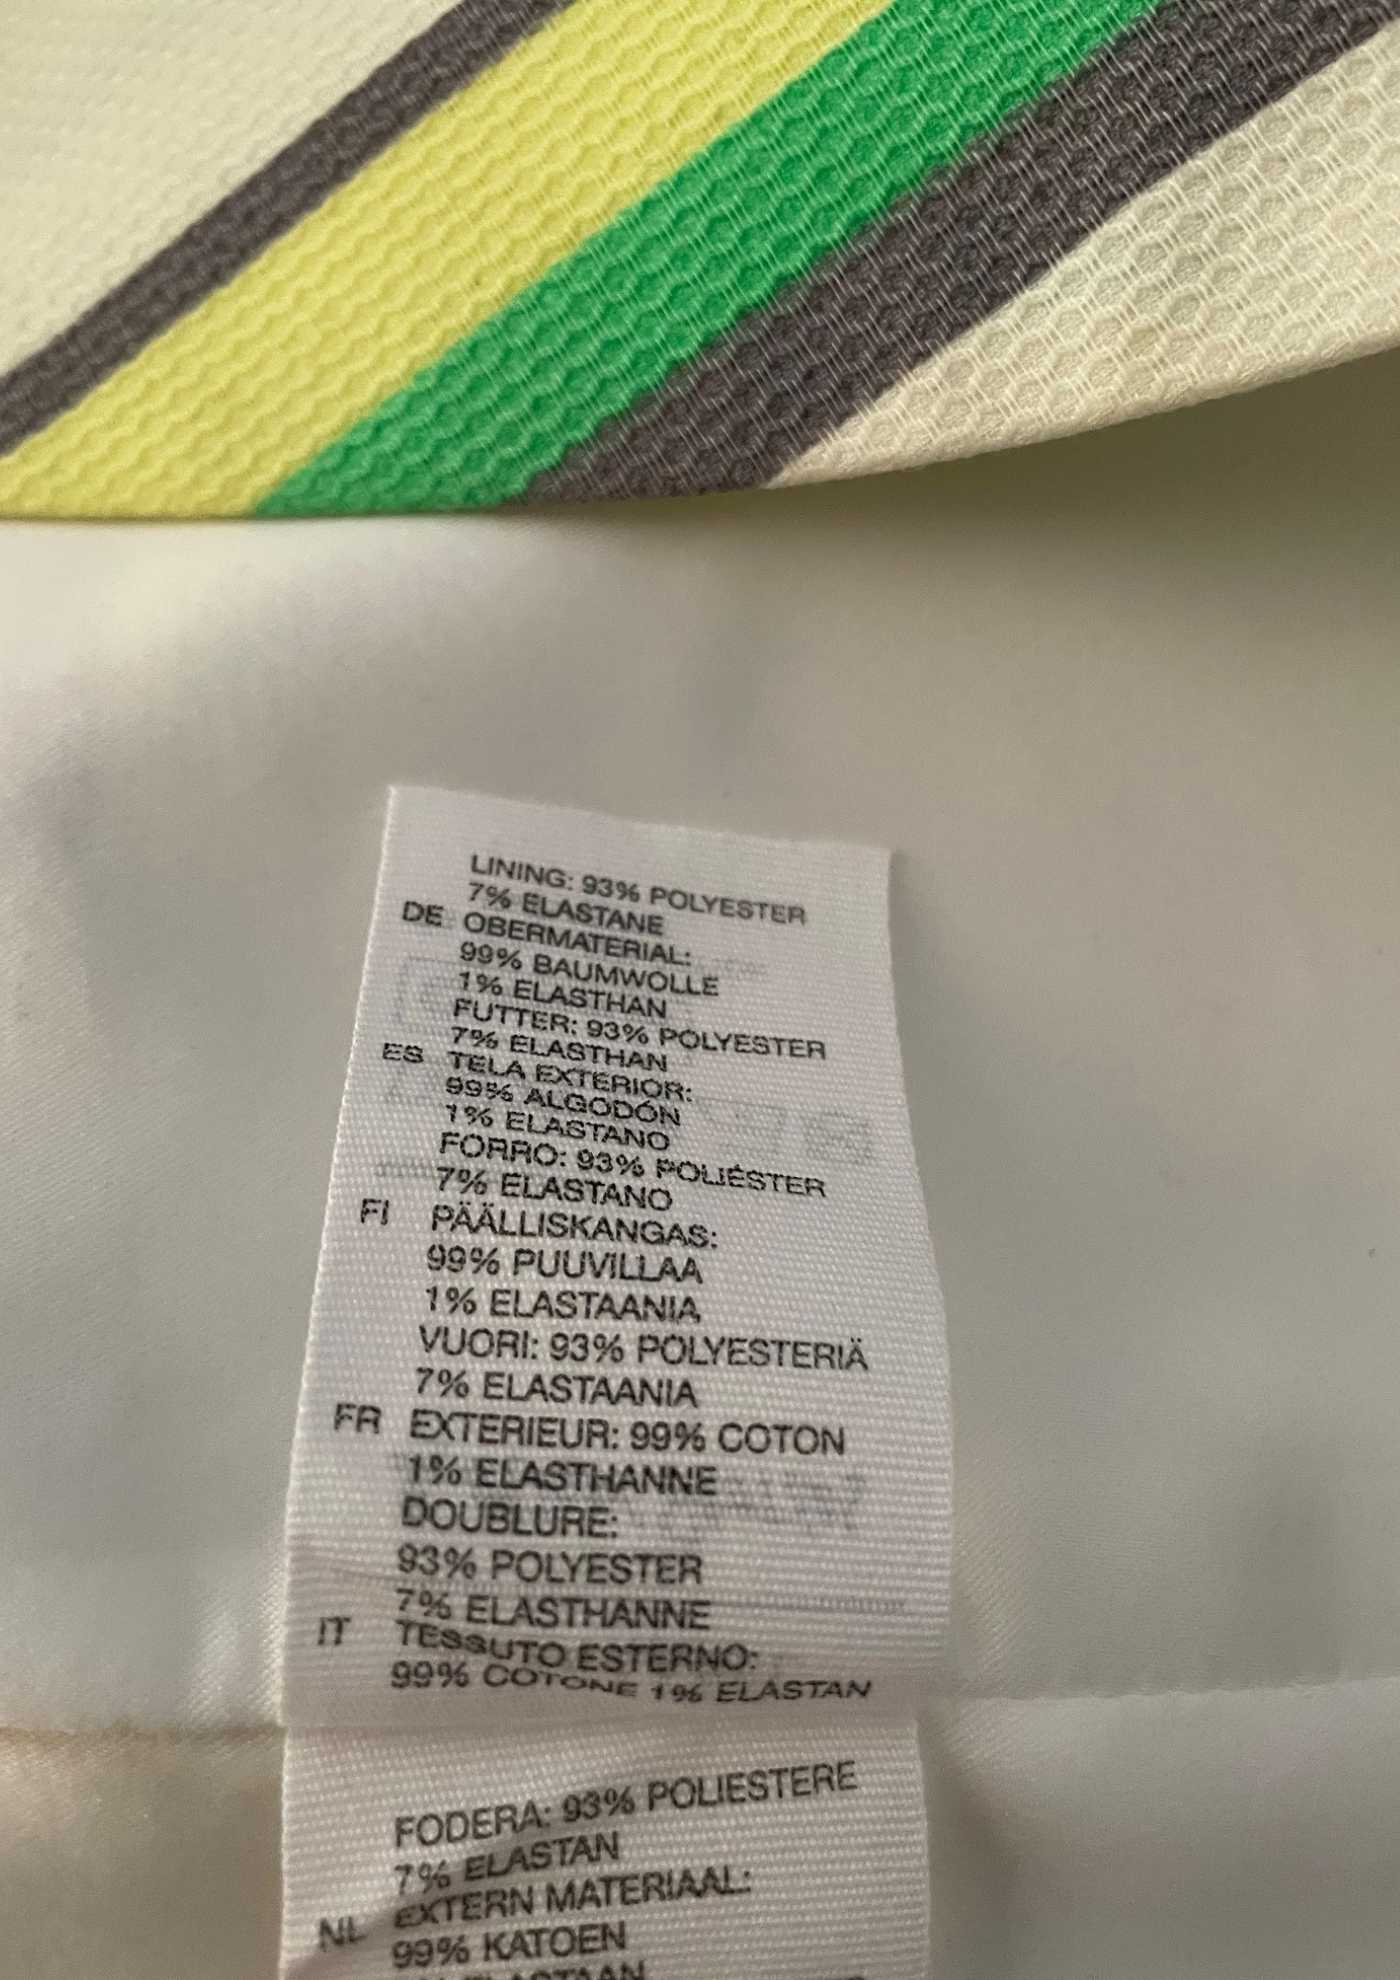 LINING: 93% POLYESTER
7% ELASTANE
DE OBERMATERIAL:
99% BAUMWOLLE
1% ELASTHAN
FUTTER: 93% POLYESTER
7% ELASTHAN
ES TELA EXTERIOR:
99% ALGODÓN
1% ELASTANO
FORRO: 93% POLIÉSTER
7% ELASTANO
FI PÄÄLLISKANGAS:
99% PUUVILLAA
1% ELASTAANIA
VUORI: 93% POLYESTERIÄ
7% ELASTAANIA
FR EXTERIEUR: 99% COTON
1% ELASTHANNE
DOUBLURE:
93% POLYESTER
7% ELASTHANNE
IT TESSUTO ESTERNO:
99% COTONE 1% ELASTAN
FODERA: 93% POLIESTERE
7% ELASTAN
NL EXTERN MATERIAAL:
99% KATOEN
ELASTAAN